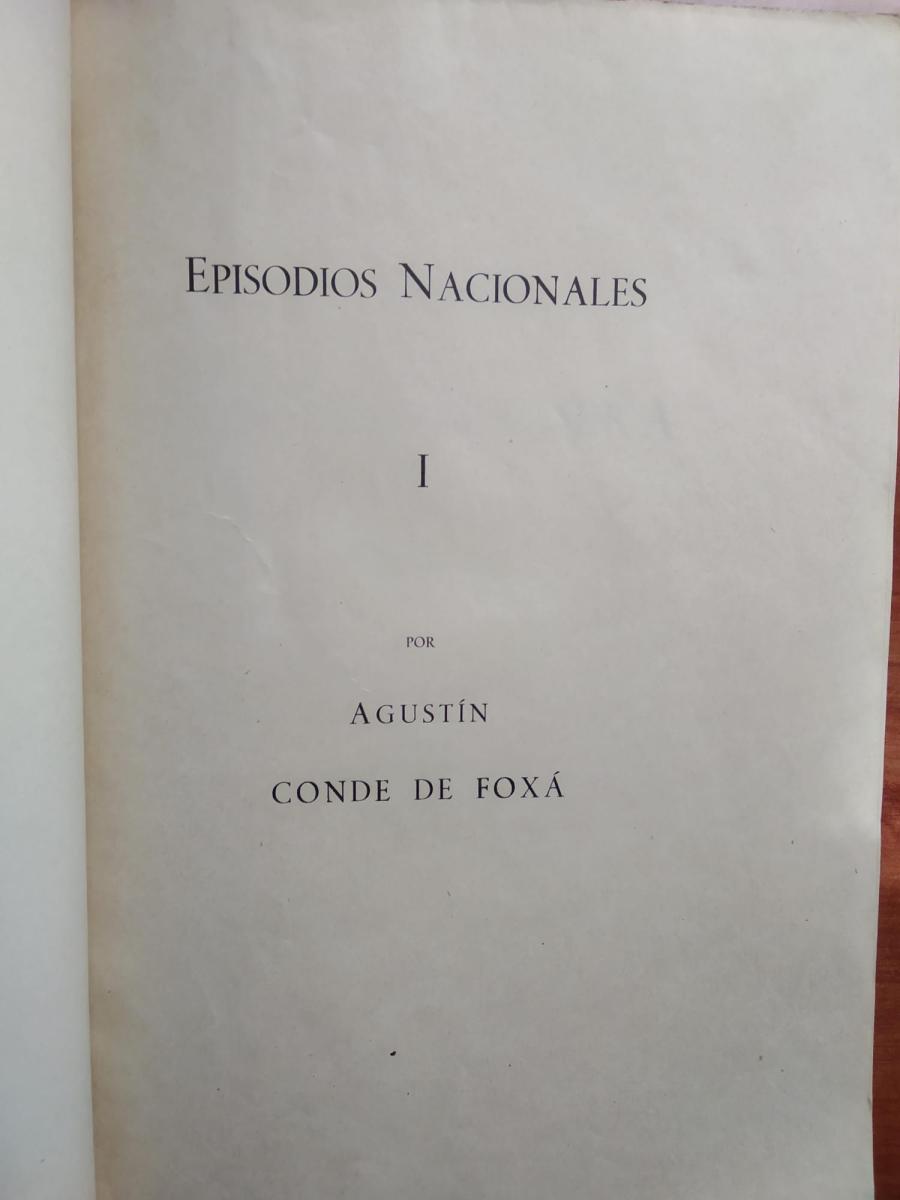 EPISODIOS NACIONALES
I
POR
AGUSTÍN
CONDE DE FOXÁ